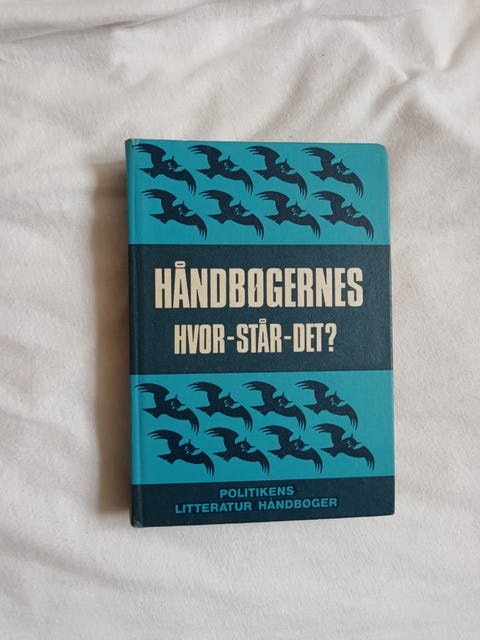 HÅNDBØGERNES
HVOR-STÅR-DET?
POLITIKENS
LITTERATUR HÅNDBØGER